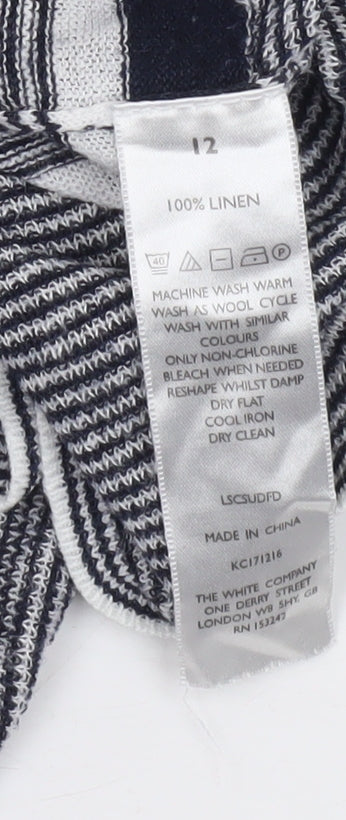 12
100% LINEN
40 P
MACHINE WASH WARM
WASH AS WOOL CYCLE
WASH WITH SIMILAR
COLOURS
ONLY NON-CHLORINE
BLEACH WHEN NEEDED
RESHAPE WHILST DAMP
DRY FLAT
COOL IRON
DRY CLEAN
LSCSUDFD
MADE IN CHINA
KC171216
THE WHITE COMPANY
ONE DERRY STREET
LONDON W8 5HY, GB
RN 153247